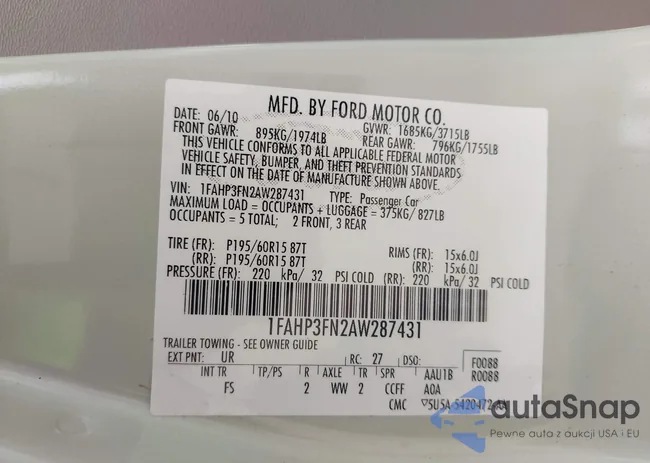 MFD. BY FORD MOTOR CO.
DATE: 06/10 GVWR: 1685KG/3715LB
FRONT GAWR: 895KG/1974LB REAR GAWR: 796KG/1755LB
THIS VEHICLE CONFORMS TO ALL APPLICABLE FEDERAL MOTOR
VEHICLE SAFETY, BUMPER, AND THEFT PREVENTION STANDARDS
IN EFFECT ON THE DATE OF MANUFACTURE SHOWN ABOVE.
VIN: 1FAHP3FN2AW287431 TYPE: Passenger Car
MAXIMUM LOAD = OCCUPANTS + LUGGAGE = 375KG/ 827LB
OCCUPANTS = 5 TOTAL; 2 FRONT, 3 REAR
TIRE (FR): P195/60R15 87T RIMS (FR): 15x6.0J
(RR): P195/60R15 87T (RR): 15x6.0J
PRESSURE (FR): 220 kPa/ 32 PSI COLD (RR): 220 kPa/ 32 PSI COLD
1FAHP3FN2AW287431
TRAILER TOWING - SEE OWNER GUIDE
EXT PNT: UR RC: 27 DSO: F0088
INT TR TP/PS R AXLE TR SPR AAU1B R0088
FS 2 WW 2 CCFF A0A
CMC 5U5A-5420472-AA
autaSnap
Pewne auta z aukcji USA i EU